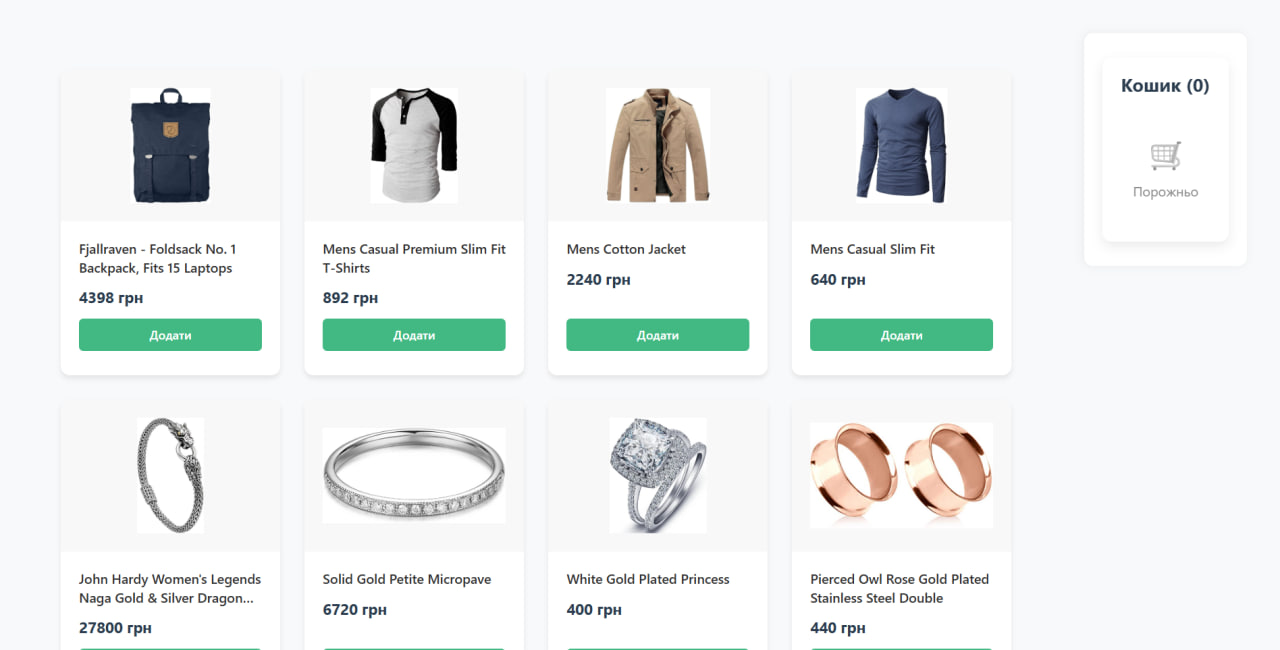 Кошик (0)
Порожньо
Fjallraven - Foldsack No. 1
Backpack, Fits 15 Laptops
4398 грн
Додати
Mens Casual Premium Slim Fit
T-Shirts
892 грн
Додати
Mens Cotton Jacket
2240 грн
Додати
Mens Casual Slim Fit
640 грн
Додати
John Hardy Women's Legends
Naga Gold & Silver Dragon...
27800 грн
Solid Gold Petite Micropave
6720 грн
White Gold Plated Princess
400 грн
Pierced Owl Rose Gold Plated
Stainless Steel Double
440 грн